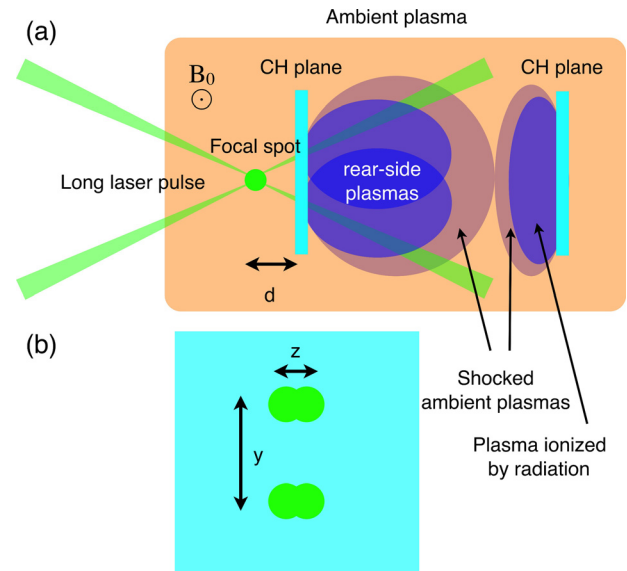 (a)
Ambient plasma
B₀
CH plane
CH plane
Focal spot
Long laser pulse
rear-side
plasmas
d
(b)
z
y
Shocked
ambient plasmas
Plasma ionized
by radiation